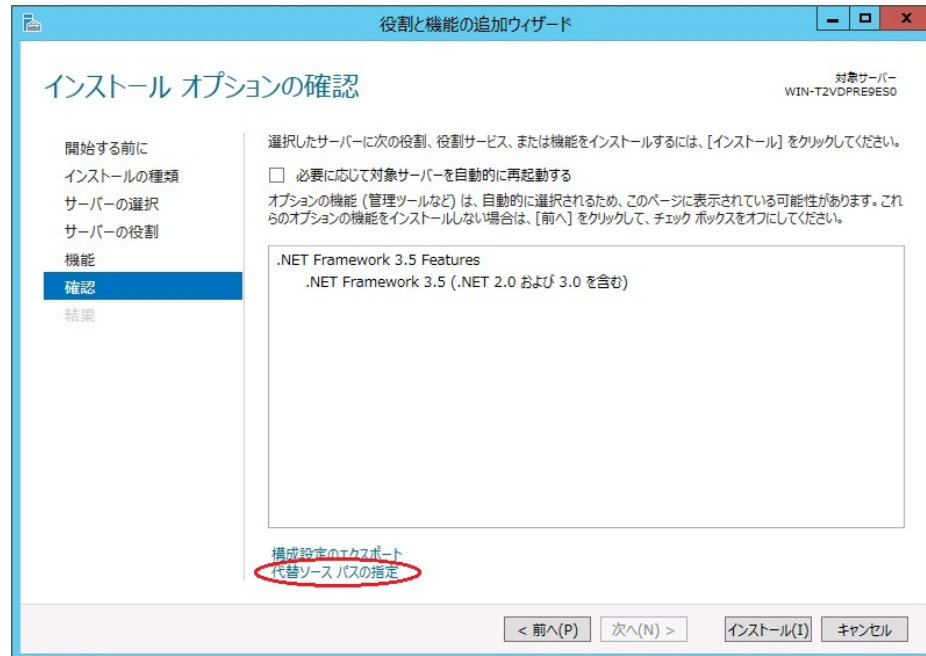 役割と機能の追加ウィザード
インストール オプションの確認
対象サーバー
WIN-T2VDPRE9ES0
開始する前に
インストールの種類
サーバーの選択
サーバーの役割
機能
確認
結果
選択したサーバーに次の役割、役割サービス、または機能をインストールするには、[インストール] をクリックしてください。
必要に応じて対象サーバーを自動的に再起動する
オプションの機能 (管理ツールなど) は、自動的に選択されるため、このページに表示されている可能性があります。これ
らのオプションの機能をインストールしない場合は、[前へ] をクリックして、チェック ボックスをオフにしてください。
.NET Framework 3.5 Features
.NET Framework 3.5 (.NET 2.0 および 3.0 を含む)
構成設定のエクスポート
代替ソース パスの指定
< 前へ(P)
次へ(N) >
インストール(I)
キャンセル